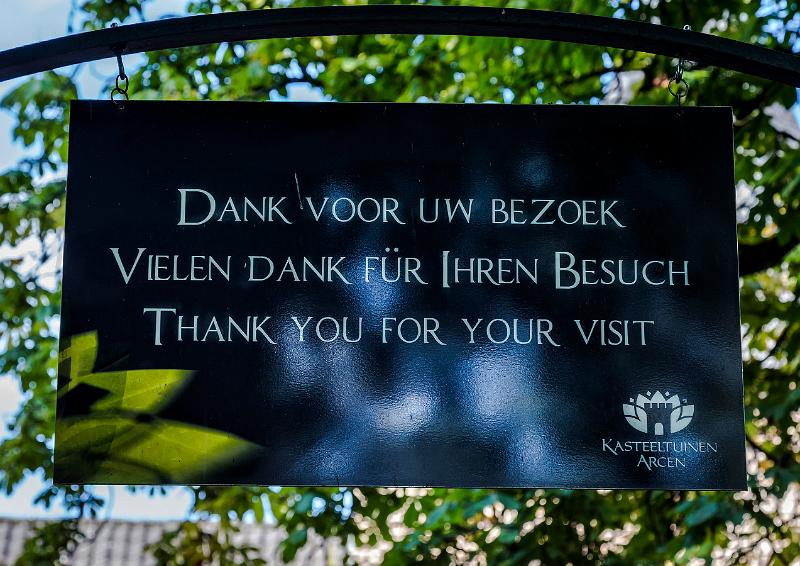 Dank voor uw bezoek
Vielen dank für Ihren Besuch
Thank you for your visit
Kasteeltuinen
Arcen